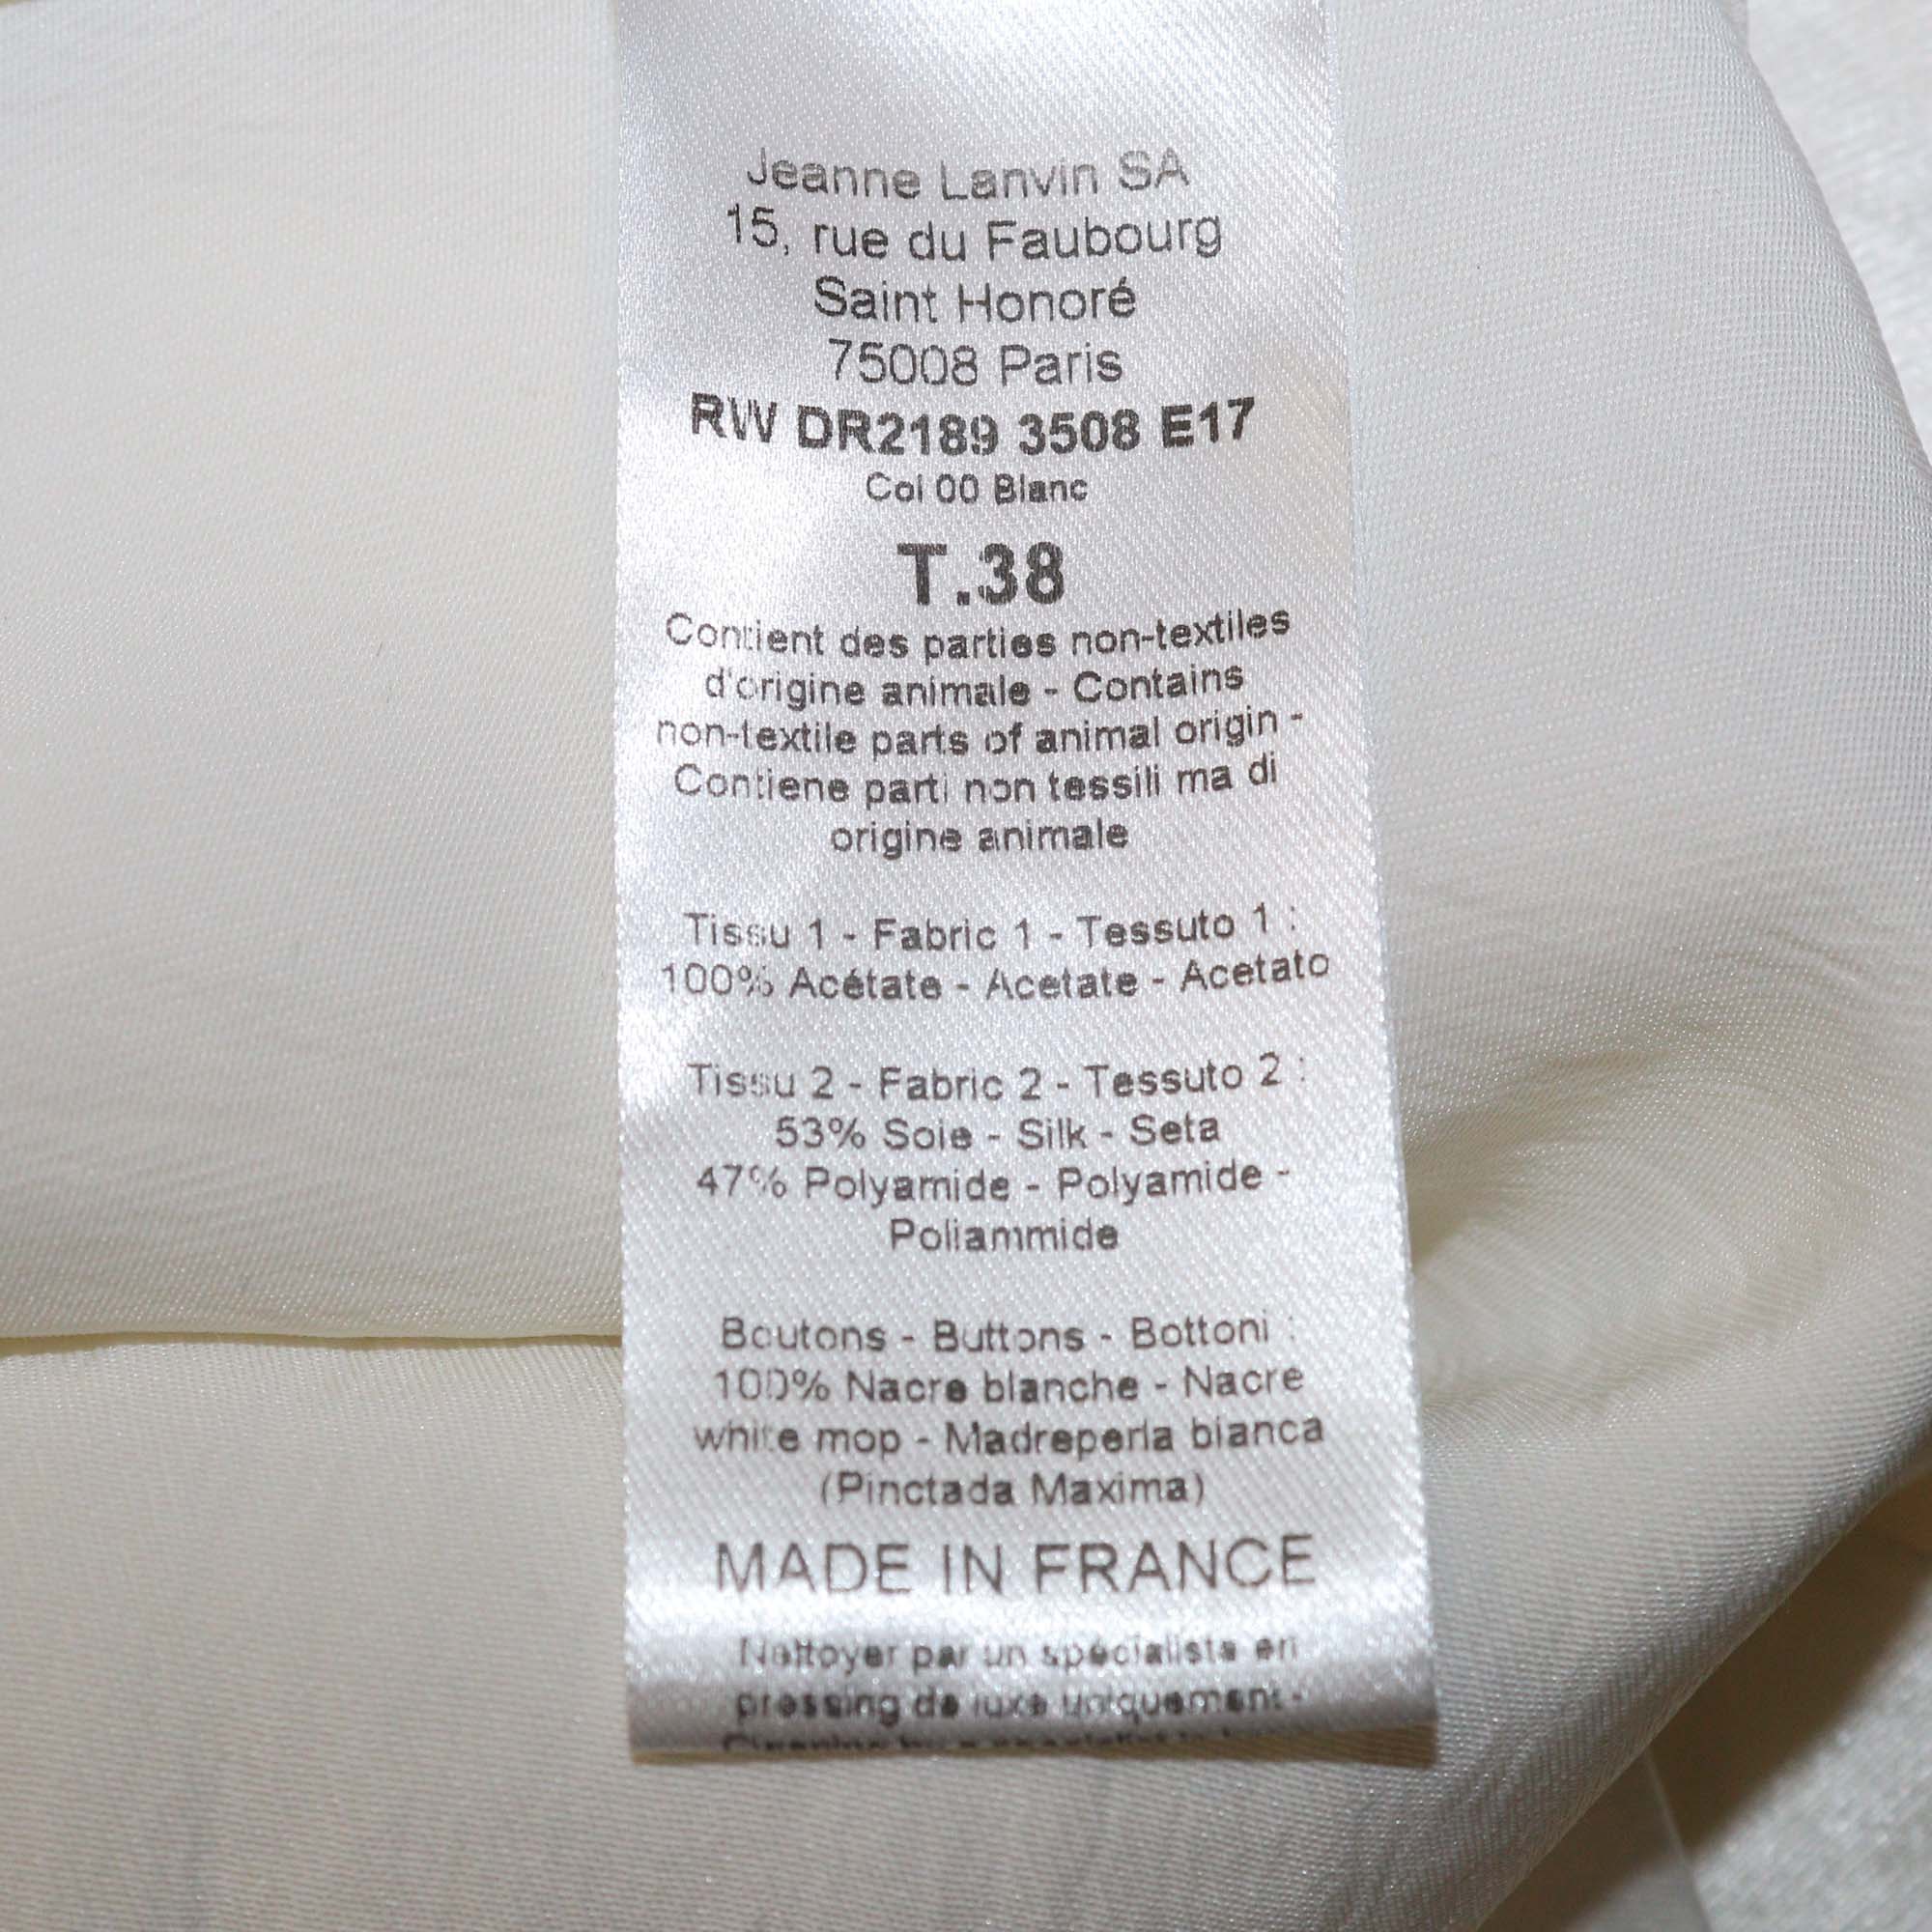 Jeanne Lanvin SA
15, rue du Faubourg
Saint Honoré
75008 Paris
RW DR2189 3508 E17
Col 00 Blanc
T.38
Contient des parties non-textiles
d'origine animale - Contains
non-textile parts of animal origin -
Contiene parti non tessili ma di
origine animale
Tissu 1 - Fabric 1 - Tessuto 1 :
100% Acétate - Acetate - Acetato
Tissu 2 - Fabric 2 - Tessuto 2 :
53% Soie - Silk - Seta
47% Polyamide - Polyamide -
Poliammide
Boutons - Buttons - Bottoni :
100% Nacre blanche - Nacre
white mop - Madreperla bianca
(Pinctada Maxima)
MADE IN FRANCE
Nettoyer par un spécialiste en
pressing de luxe uniquement -
Cleaning by a specialist